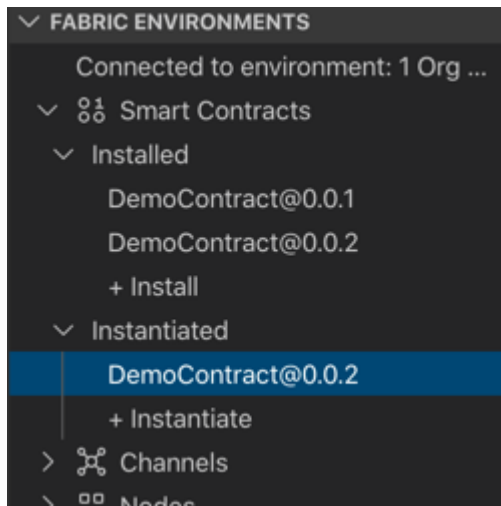 FABRIC ENVIRONMENTS
Connected to environment: 1 Org ...
Smart Contracts
Installed
DemoContract@0.0.1
DemoContract@0.0.2
+ Install
Instantiated
DemoContract@0.0.2
+ Instantiate
Channels
Nodes